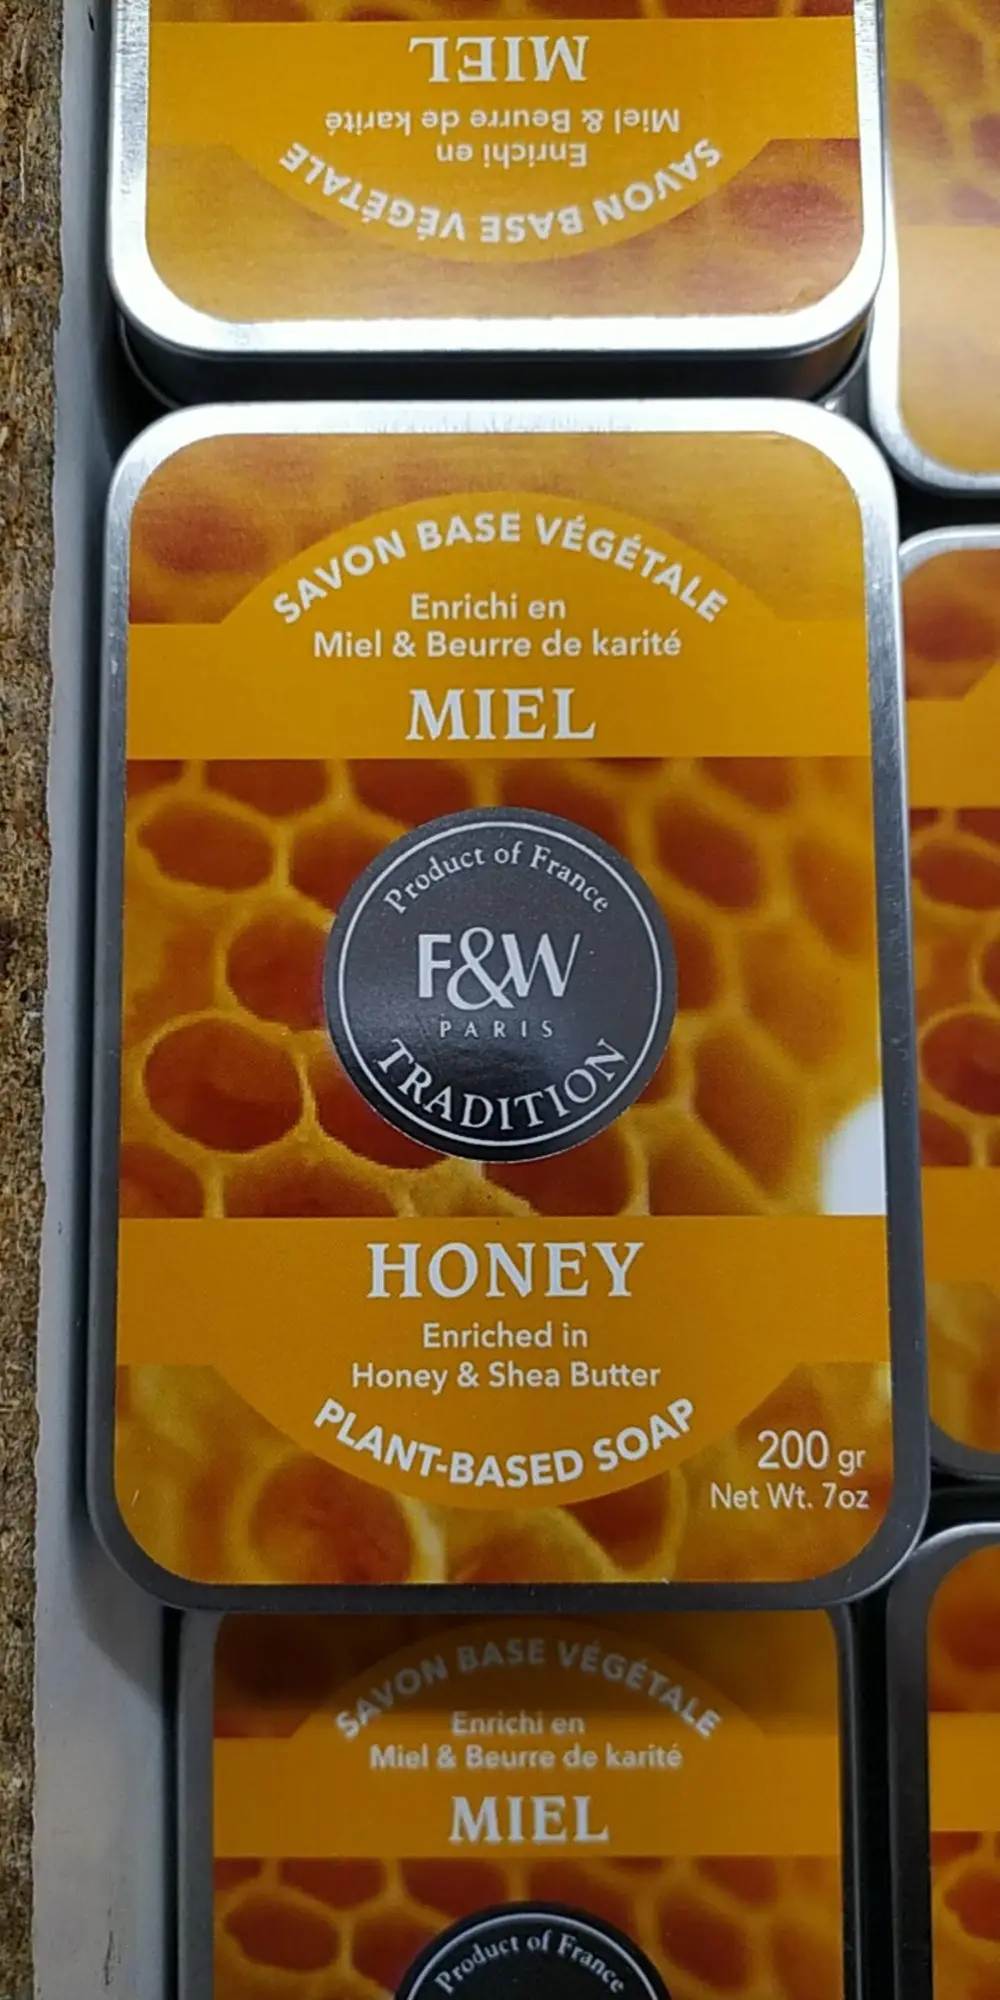 MIEL
Miel & Beurre de karité
Enrichi en
SAVON BASE VÉGÉTALE
SAVON BASE VÉGÉTALE
Enrichi en
Miel & Beurre de karité
MIEL
Product of France
F&W
PARIS
TRADITION
HONEY
Enriched in
Honey & Shea Butter
PLANT-BASED SOAP
200 gr
Net Wt. 7oz
SAVON BASE VÉGÉTALE
Enrichi en
Miel & Beurre de karité
MIEL
Product of France